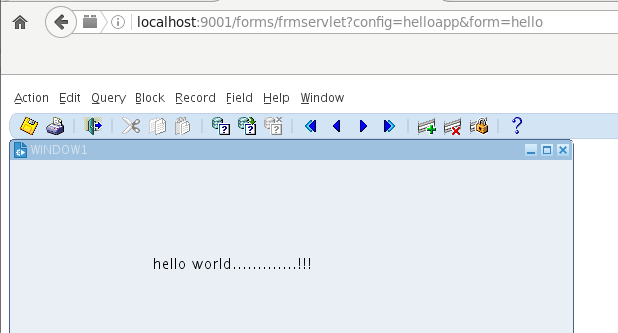 localhost:9001/forms/frmservlet?config=helloapp&form=hello
Action Edit Query Block Record Field Help Window
WINDOW1
hello world.............!!!